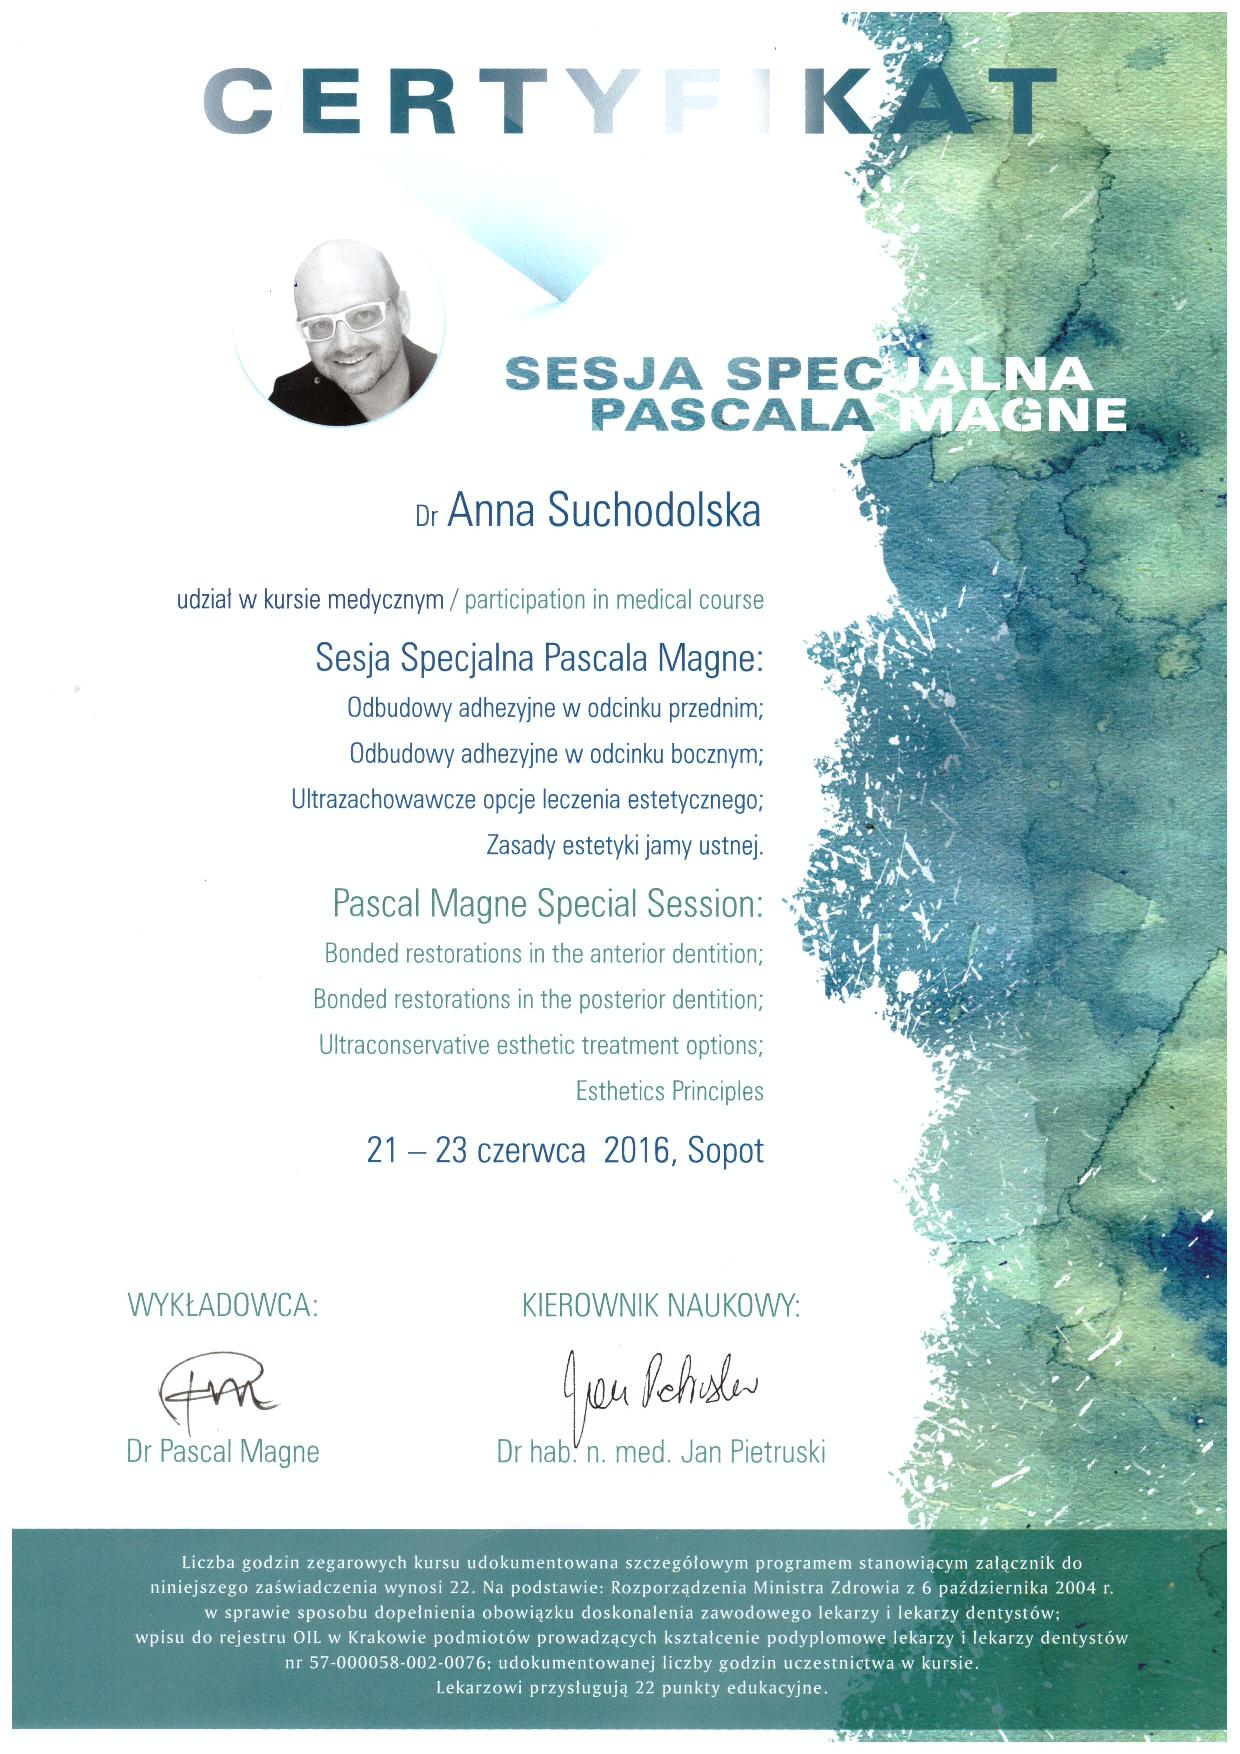 CERTYFIKAT
SESJA SPECJALNA
PASCALA MAGNE
Dr Anna Suchodolska
udział w kursie medycznym / participation in medical course
Sesja Specjalna Pascala Magne:
Odbudowy adhezyjne w odcinku przednim;
Odbudowy adhezyjne w odcinku bocznym;
Ultrazachowawcze opcje leczenia estetycznego;
Zasady estetyki jamy ustnej.
Pascal Magne Special Session:
Bonded restorations in the anterior dentition;
Bonded restorations in the posterior dentition;
Ultraconservative esthetic treatment options;
Esthetics Principles
21 – 23 czerwca 2016, Sopot
WYKŁADOWCA:
Dr Pascal Magne
KIEROWNIK NAUKOWY:
Jan Pietruski
Dr hab. n. med. Jan Pietruski
Liczba godzin zegarowych kursu udokumentowana szczegółowym programem stanowiącym załącznik do
niniejszego zaświadczenia wynosi 22. Na podstawie: Rozporządzenia Ministra Zdrowia z 6 października 2004 r.
w sprawie sposobu dopełnienia obowiązku doskonalenia zawodowego lekarzy i lekarzy dentystów;
wpisu do rejestru OIL w Krakowie podmiotów prowadzących kształcenie podyplomowe lekarzy i lekarzy dentystów
nr 57-000058-002-0076; udokumentowanej liczby godzin uczestnictwa w kursie.
Lekarzowi przysługują 22 punkty edukacyjne.